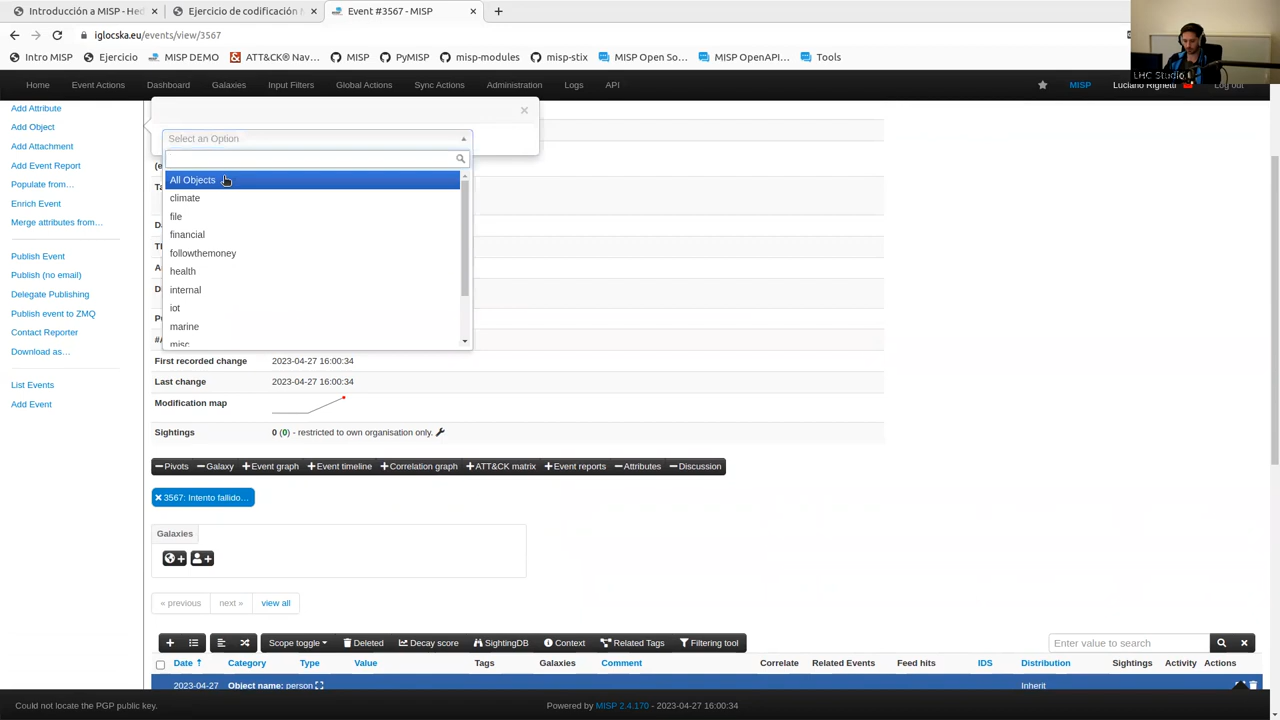 Introducción a MISP - Hed
Ejercicio de codificación
Event #3567 - MISP
iglocska.eu/events/view/3567
Intro MISP
Ejercicio
MISP DEMO
ATT&CK® Nav...
MISP
PyMISP
misp-modules
misp-stix
MISP Open So...
MISP OpenAPI...
Tools
LHC Studio 1
Home
Event Actions
Dashboard
Galaxies
Input Filters
Global Actions
Sync Actions
Administration
Logs
API
MISP
Luciano Righetti
Log out
Add Attribute
Add Object
Add Attachment
Add Event Report
Populate from…
Enrich Event
Merge attributes from…
Publish Event
Publish (no email)
Delegate Publishing
Publish event to ZMQ
Contact Reporter
Download as…
List Events
Add Event
Select an Option
All Objects
climate
file
financial
followthemoney
health
internal
iot
marine
misc
First recorded change 2023-04-27 16:00:34
Last change 2023-04-27 16:00:34
Modification map
Sightings 0 (0) - restricted to own organisation only.
Pivots
Galaxy
Event graph
Event timeline
Correlation graph
ATT&CK matrix
Event reports
Attributes
Discussion
3567: Intento fallido...
Galaxies
« previous
next »
view all
Scope toggle
Deleted
Decay score
SightingDB
Context
Related Tags
Filtering tool
Enter value to search
Date Category Type Value Tags Galaxies Comment Correlate Related Events Feed hits IDS Distribution Sightings Activity Actions
2023-04-27 Object name: person Inherit
Could not locate the PGP public key.
Powered by MISP 2.4.170 - 2023-04-27 16:00:34